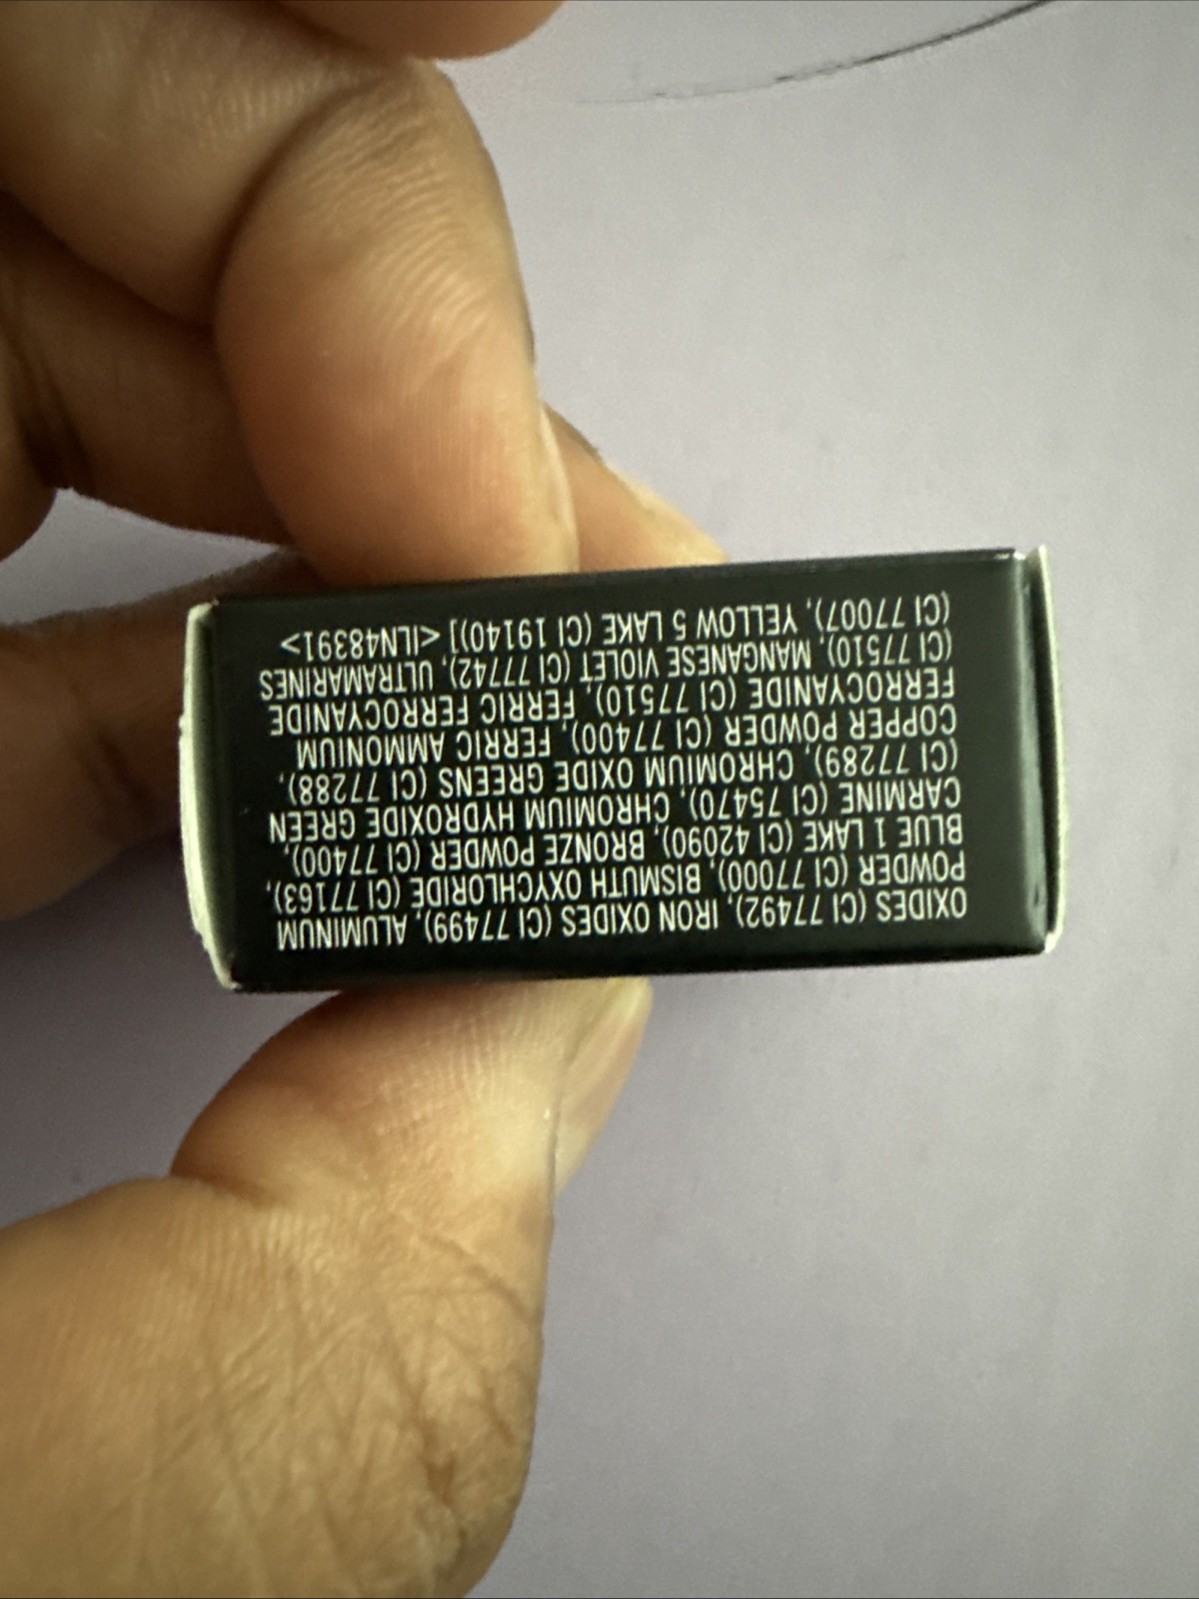 OXIDES (CI 77492), IRON OXIDES (CI 77499), ALUMINUM
POWDER (CI 77000), BISMUTH OXYCHLORIDE (CI 77163),
BLUE 1 LAKE (CI 42090), BRONZE POWDER (CI 77400),
CARMINE (CI 75470), CHROMIUM HYDROXIDE GREEN
(CI 77289), CHROMIUM OXIDE GREENS (CI 77288),
COPPER POWDER (CI 77400), FERRIC AMMONIUM
FERROCYANIDE (CI 77510), FERRIC FERROCYANIDE
(CI 77510), MANGANESE VIOLET (CI 77742), ULTRAMARINES
(CI 77007), YELLOW 5 LAKE (CI 19140)] <ILN48391>